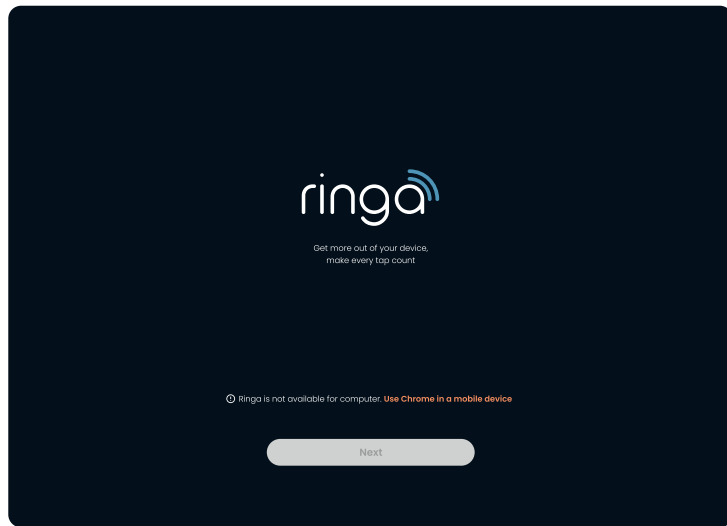 ringa
Get more out of your device,
make every tap count
Ringa is not available for computer. Use Chrome in a mobile device
Next